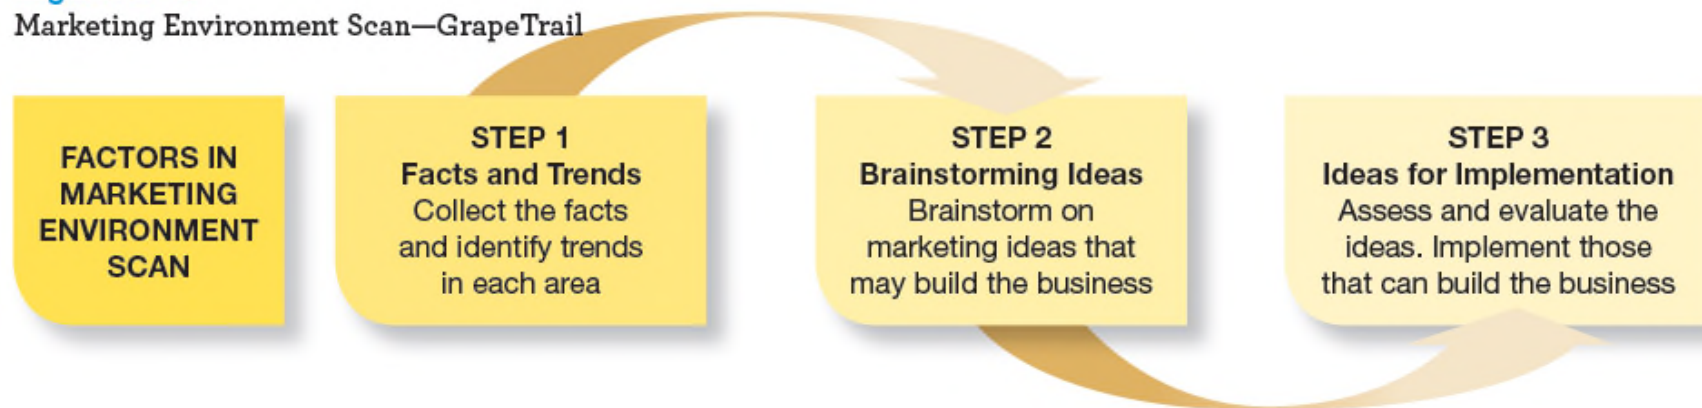 Marketing Environment Scan—GrapeTrail
FACTORS IN
MARKETING
ENVIRONMENT
SCAN
STEP 1
Facts and Trends
Collect the facts
and identify trends
in each area
STEP 2
Brainstorming Ideas
Brainstorm on
marketing ideas that
may build the business
STEP 3
Ideas for Implementation
Assess and evaluate the
ideas. Implement those
that can build the business